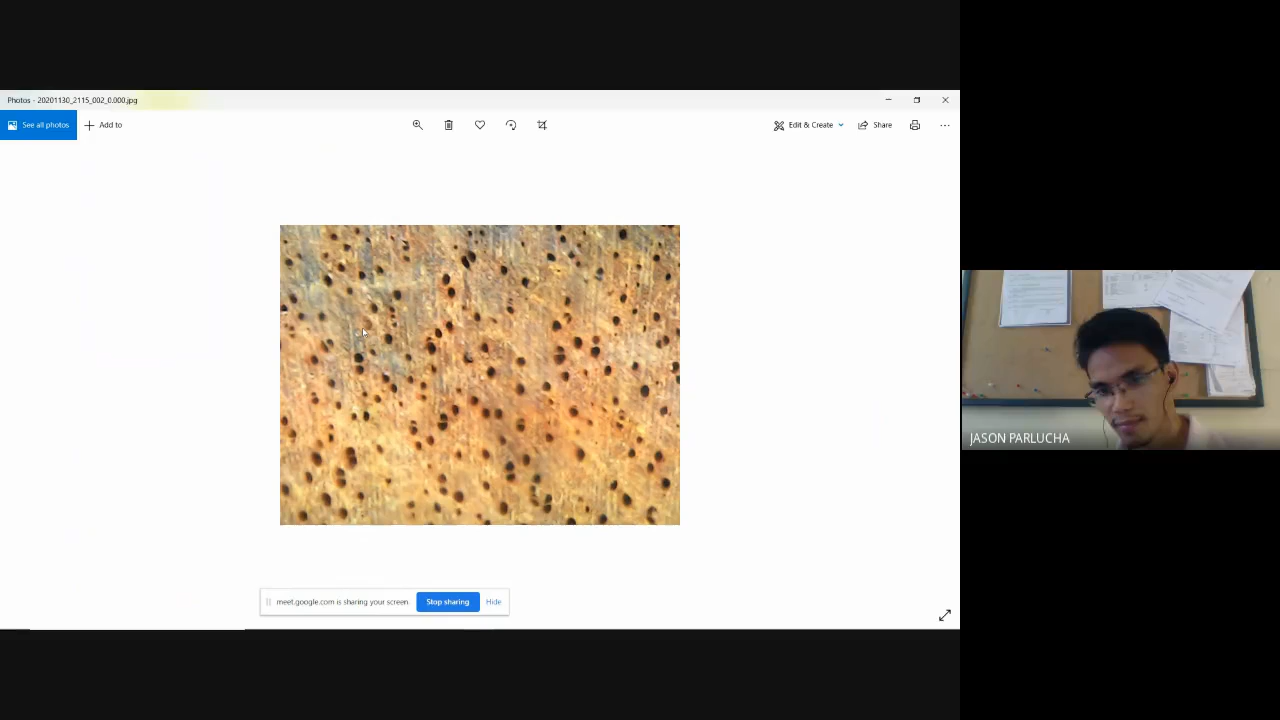 Photos - 20201130_2115_002_0.000.jpg
See all photos
Add to
Edit & Create
Share
meet.google.com is sharing your screen.
Stop sharing
Hide
JASON PARLUCHA